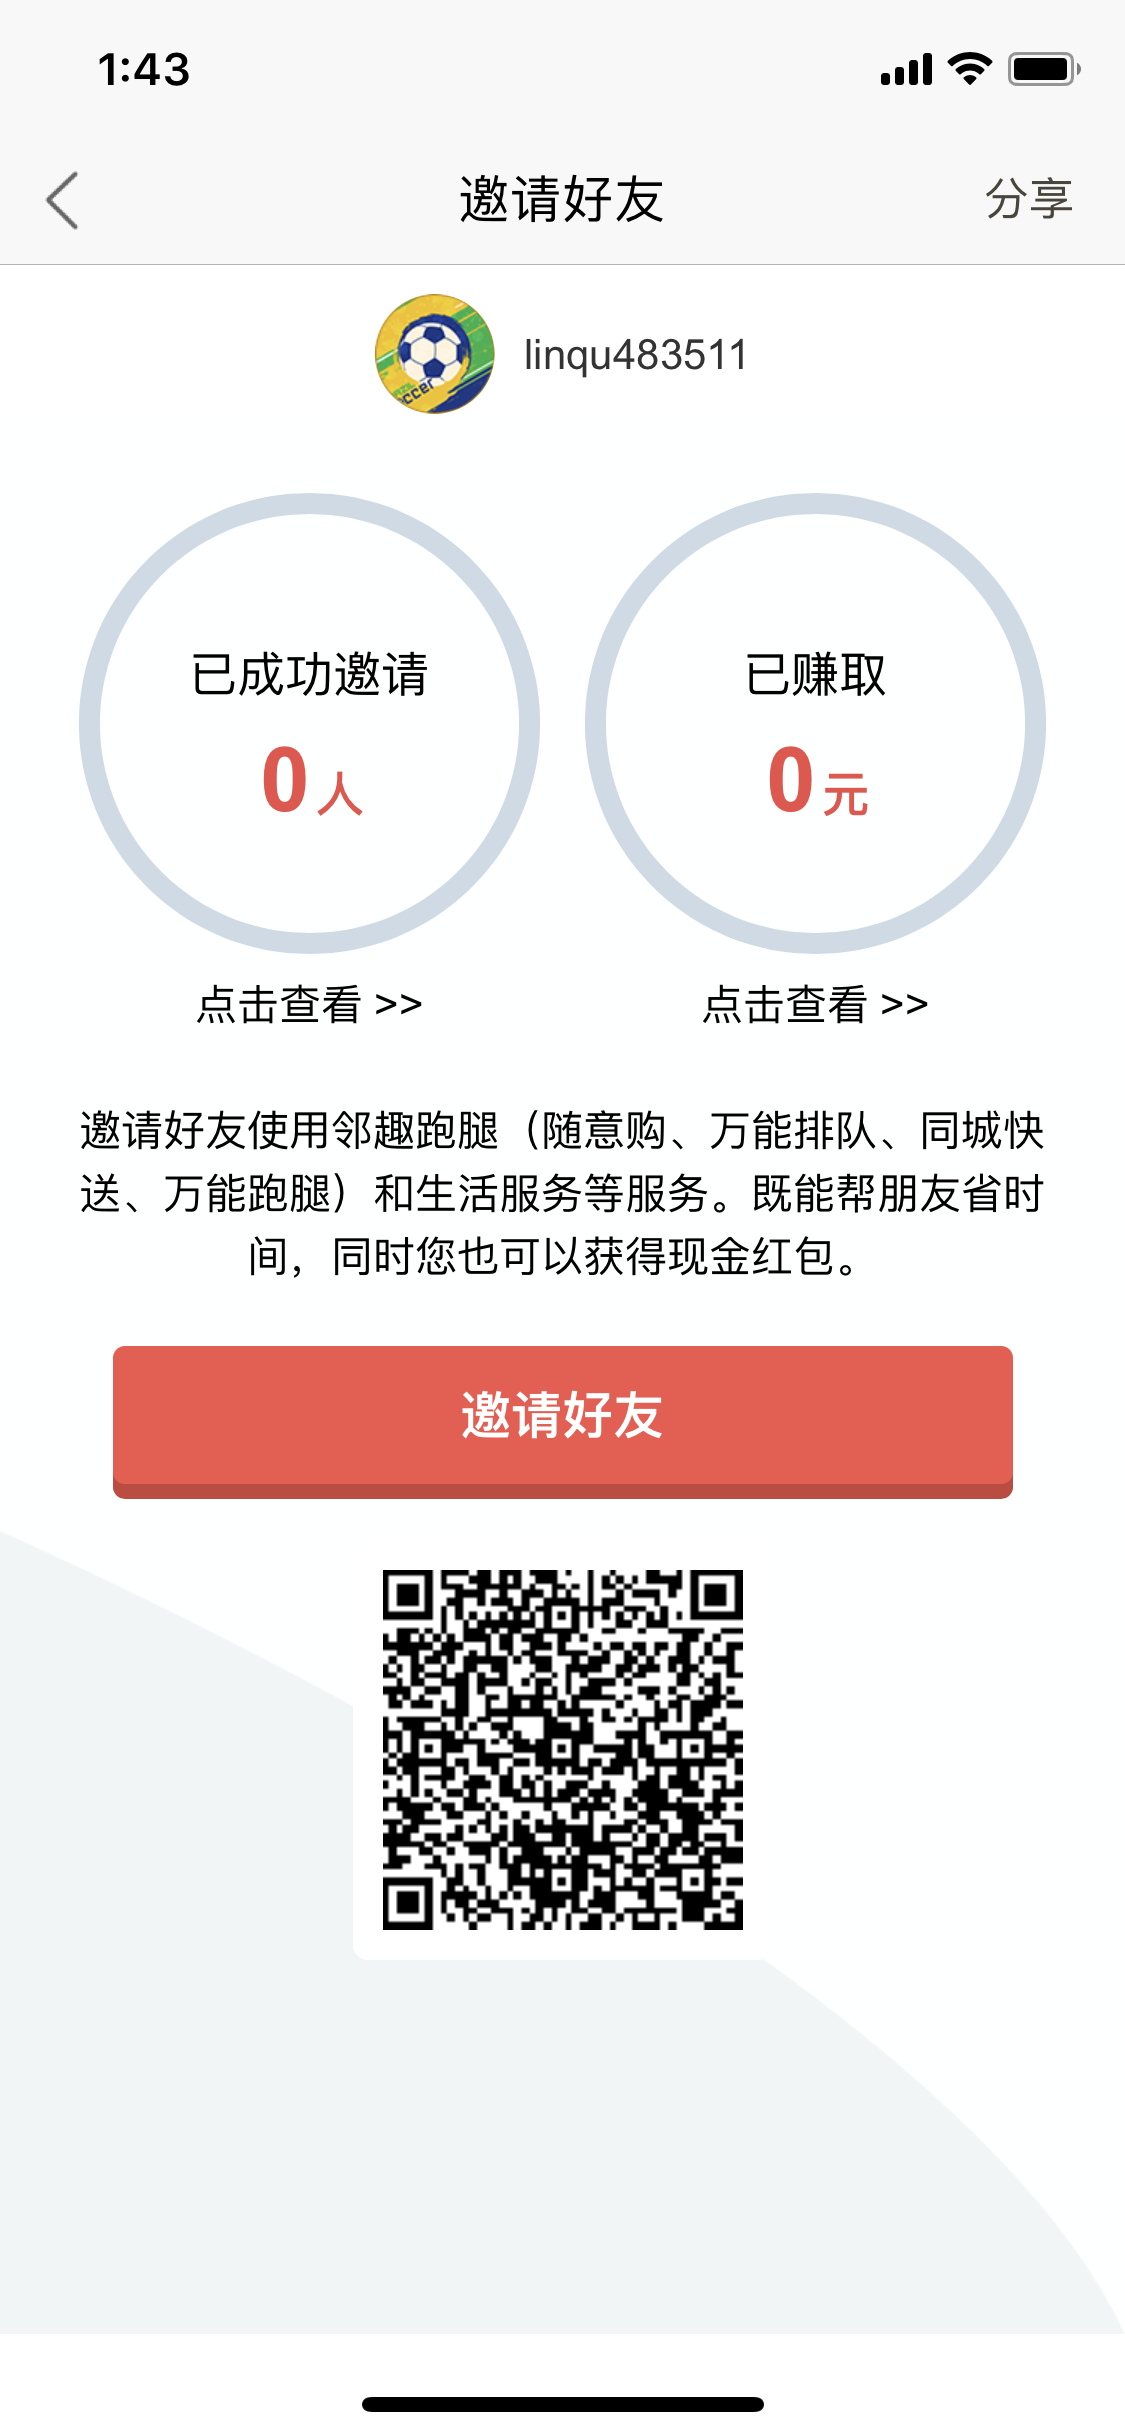 1:43
邀请好友
分享
linqu483511
已成功邀请
0人
已赚取
0元
点击查看 >>
点击查看 >>
邀请好友使用邻趣跑腿（随意购、万能排队、同城快
送、万能跑腿）和生活服务等服务。既能帮朋友省时
间，同时您也可以获得现金红包。
邀请好友